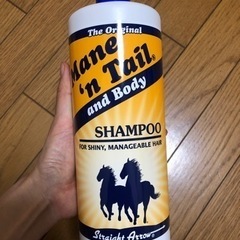 The Original
Mane
'n Tail
and Body
SHAMPOO
FOR SHINY, MANAGEABLE HAIR
Straight Arrow